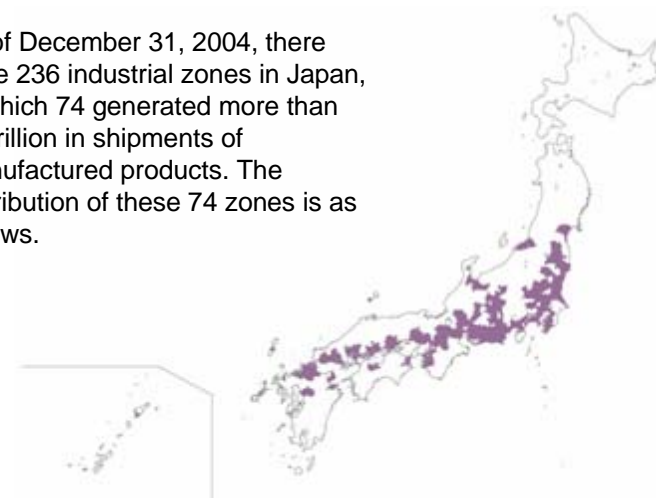 of December 31, 2004, there
e 236 industrial zones in Japan,
hich 74 generated more than
rillion in shipments of
nufactured products. The
ribution of these 74 zones is as
ws.